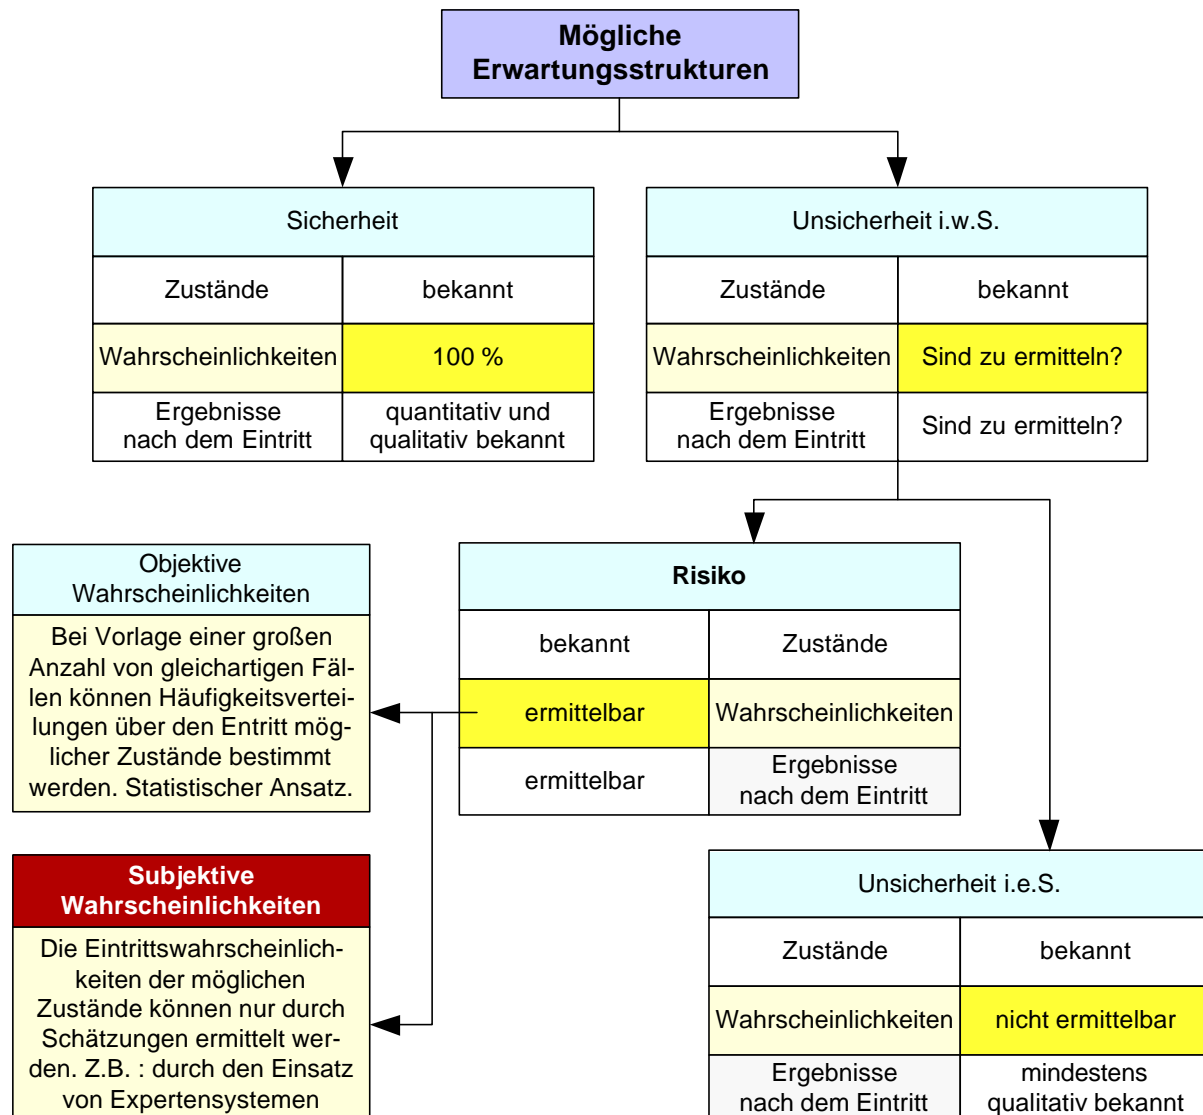 Mögliche
Erwartungsstrukturen
Sicherheit
Zustände bekannt
Wahrscheinlichkeiten 100 %
Ergebnisse
nach dem Eintritt
quantitativ und
qualitativ bekannt
Unsicherheit i.w.S.
Zustände bekannt
Wahrscheinlichkeiten Sind zu ermitteln?
Ergebnisse
nach dem Eintritt
Sind zu ermitteln?
Objektive
Wahrscheinlichkeiten
Bei Vorlage einer großen
Anzahl von gleichartigen Fäl-
len können Häufigkeitsvertei-
lungen über den Entritt mög-
licher Zustände bestimmt
werden. Statistischer Ansatz.
Risiko
bekannt Zustände
ermittelbar Wahrscheinlichkeiten
ermittelbar
Ergebnisse
nach dem Eintritt
Subjektive
Wahrscheinlichkeiten
Die Eintrittswahrscheinlich-
keiten der möglichen
Zustände können nur durch
Schätzungen ermittelt wer-
den. Z.B. : durch den Einsatz
von Expertensystemen
Unsicherheit i.e.S.
Zustände bekannt
Wahrscheinlichkeiten nicht ermittelbar
Ergebnisse
nach dem Eintritt
mindestens
qualitativ bekannt